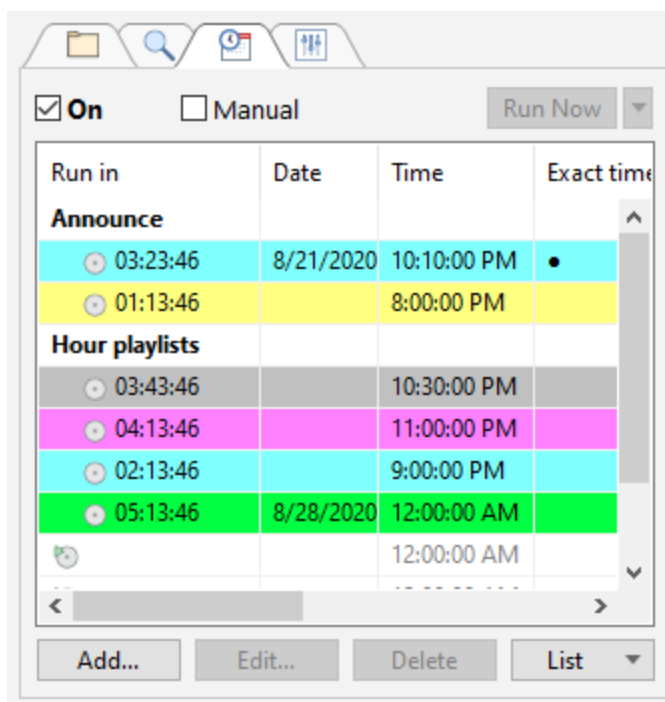 On Manual Run Now
Run in Date Time Exact time
Announce
03:23:46 8/21/2020 10:10:00 PM •
01:13:46 8:00:00 PM
Hour playlists
03:43:46 10:30:00 PM
04:13:46 11:00:00 PM
02:13:46 9:00:00 PM
05:13:46 8/28/2020 12:00:00 AM
12:00:00 AM
Add... Edit... Delete List